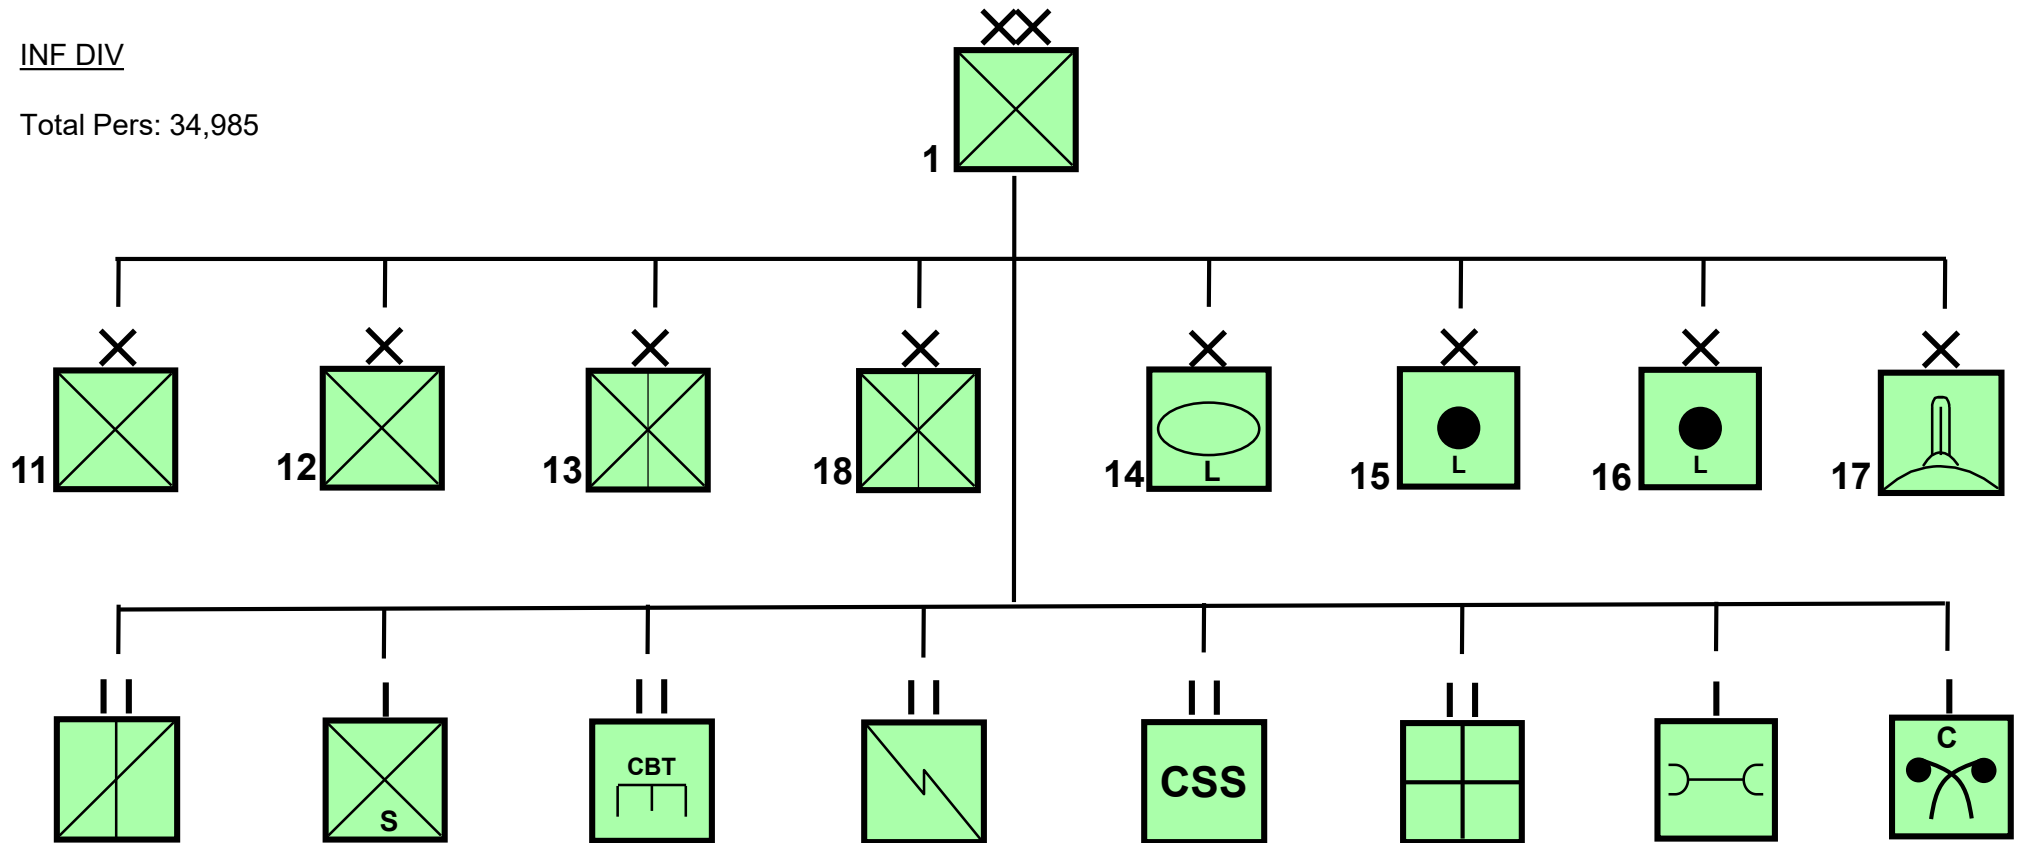 INF DIV
Total Pers: 34,985
1
11
12
13
18
14
L
15
L
16
L
17
S
CBT
CSS
C